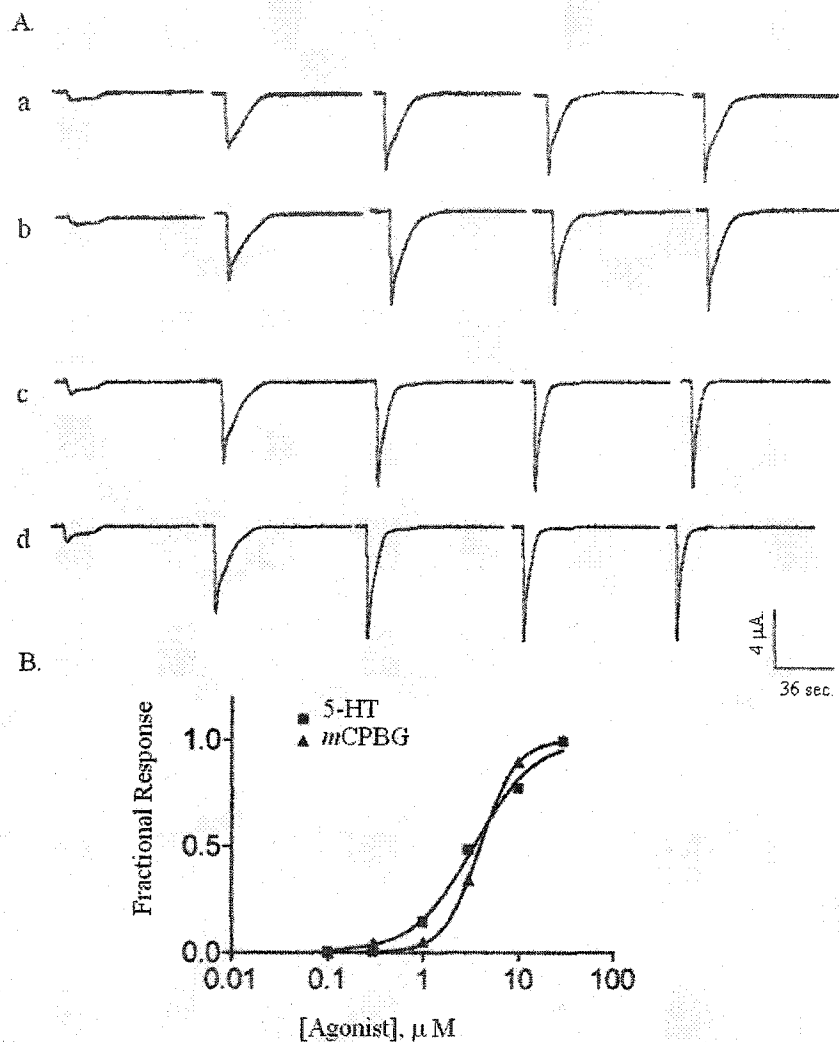 A.
a
b
c
d
4 µA.
36 sec.
B.
5-HT
mCPBG
Fractional Response
1.0
0.5
0.0
0.01
0.1
1
10
100
[Agonist], µ M